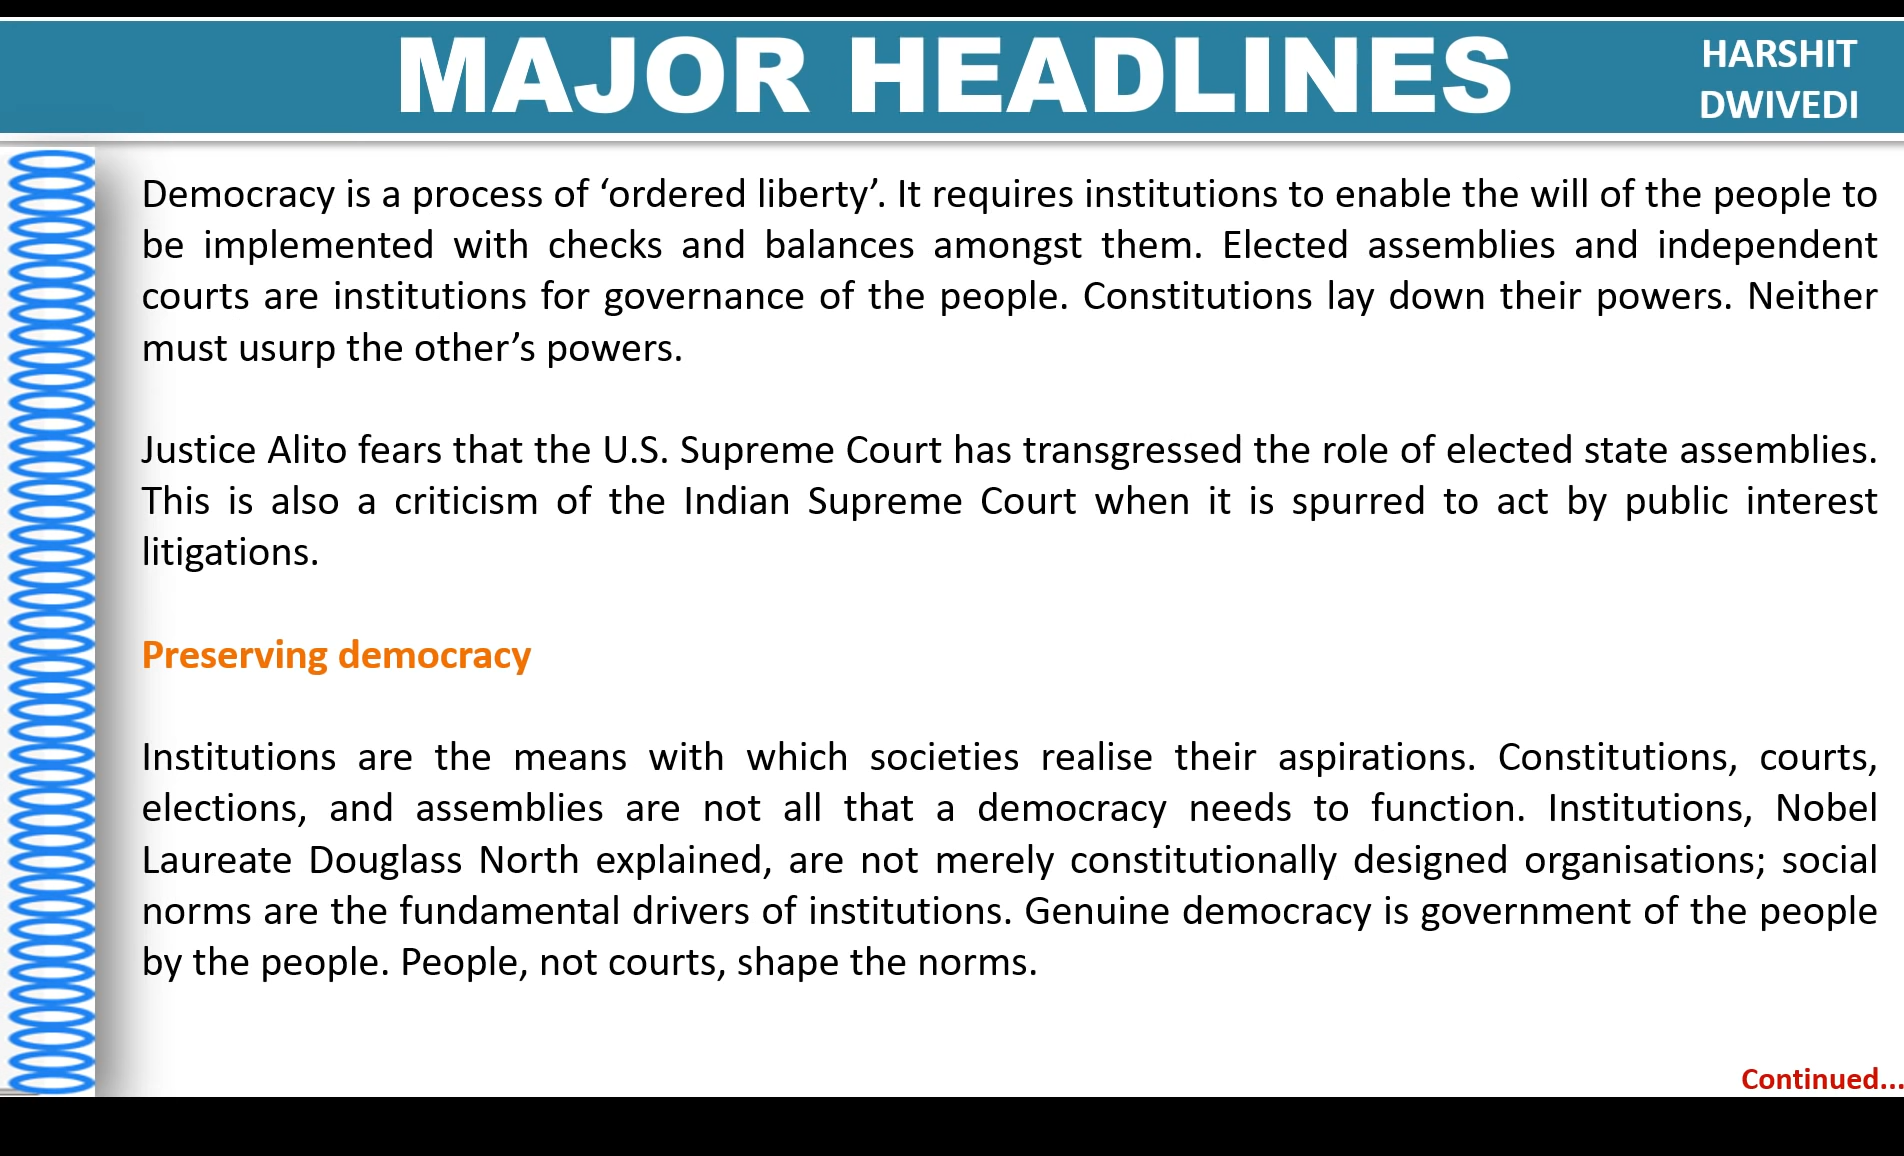 MAJOR HEADLINES
HARSHIT
DWIVEDI
Democracy is a process of ‘ordered liberty’. It requires institutions to enable the will of the people to
be implemented with checks and balances amongst them. Elected assemblies and independent
courts are institutions for governance of the people. Constitutions lay down their powers. Neither
must usurp the other’s powers.
Justice Alito fears that the U.S. Supreme Court has transgressed the role of elected state assemblies.
This is also a criticism of the Indian Supreme Court when it is spurred to act by public interest
litigations.
Preserving democracy
Institutions are the means with which societies realise their aspirations. Constitutions, courts,
elections, and assemblies are not all that a democracy needs to function. Institutions, Nobel
Laureate Douglass North explained, are not merely constitutionally designed organisations; social
norms are the fundamental drivers of institutions. Genuine democracy is government of the people
by the people. People, not courts, shape the norms.
Continued...